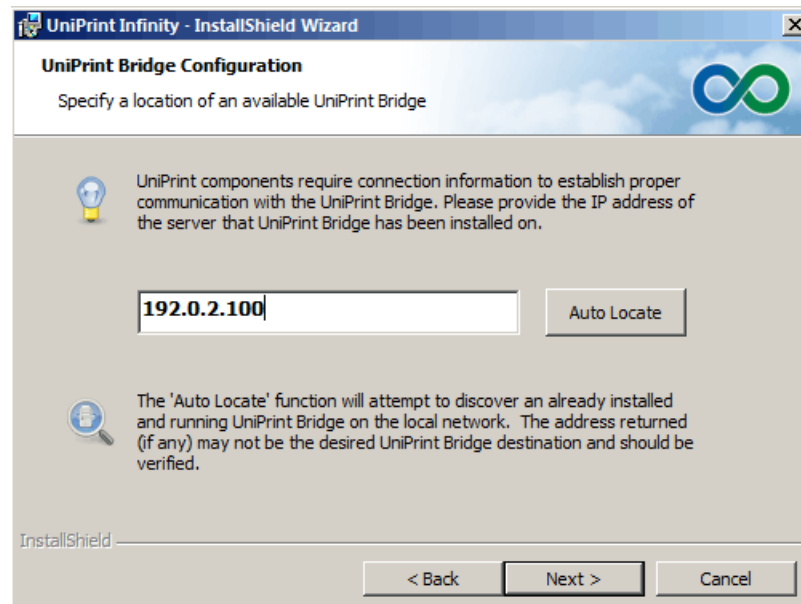 UniPrint Infinity - InstallShield Wizard
UniPrint Bridge Configuration
Specify a location of an available UniPrint Bridge
UniPrint components require connection information to establish proper
communication with the UniPrint Bridge. Please provide the IP address of
the server that UniPrint Bridge has been installed on.
192.0.2.100
Auto Locate
The 'Auto Locate' function will attempt to discover an already installed
and running UniPrint Bridge on the local network. The address returned
(if any) may not be the desired UniPrint Bridge destination and should be
verified.
InstallShield
< Back
Next >
Cancel